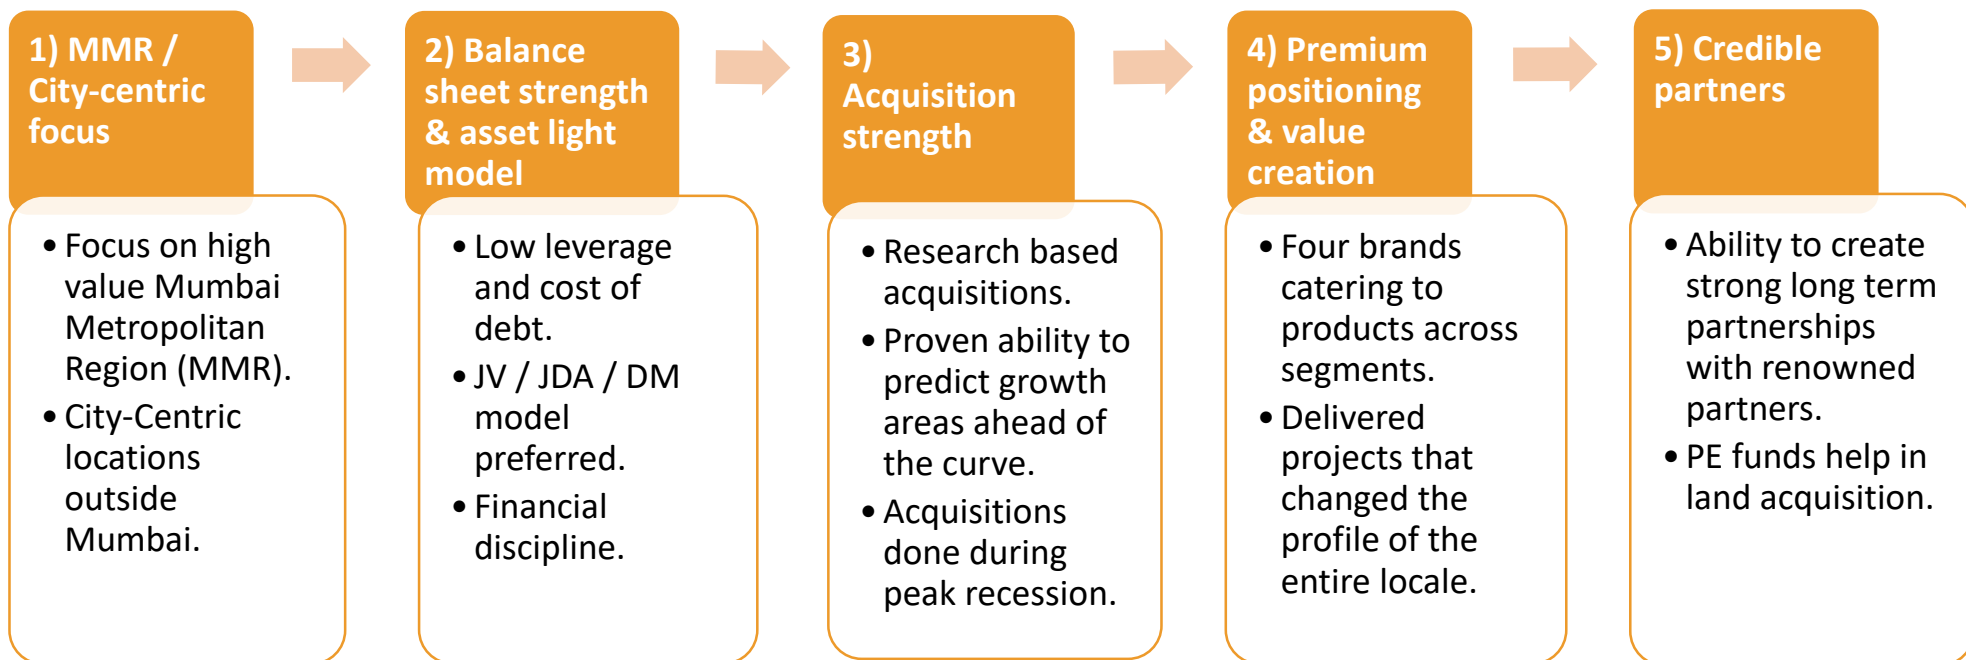 1) MMR /
City-centric
focus
• Focus on high
value Mumbai
Metropolitan
Region (MMR).
• City-Centric
locations
outside
Mumbai.
2) Balance
sheet strength
& asset light
model
• Low leverage
and cost of
debt.
• JV / JDA / DM
model
preferred.
• Financial
discipline.
3)
Acquisition
strength
• Research based
acquisitions.
• Proven ability to
predict growth
areas ahead of
the curve.
• Acquisitions
done during
peak recession.
4) Premium
positioning
& value
creation
• Four brands
catering to
products across
segments.
• Delivered
projects that
changed the
profile of the
entire locale.
5) Credible
partners
• Ability to create
strong long term
partnerships
with renowned
partners.
• PE funds help in
land acquisition.